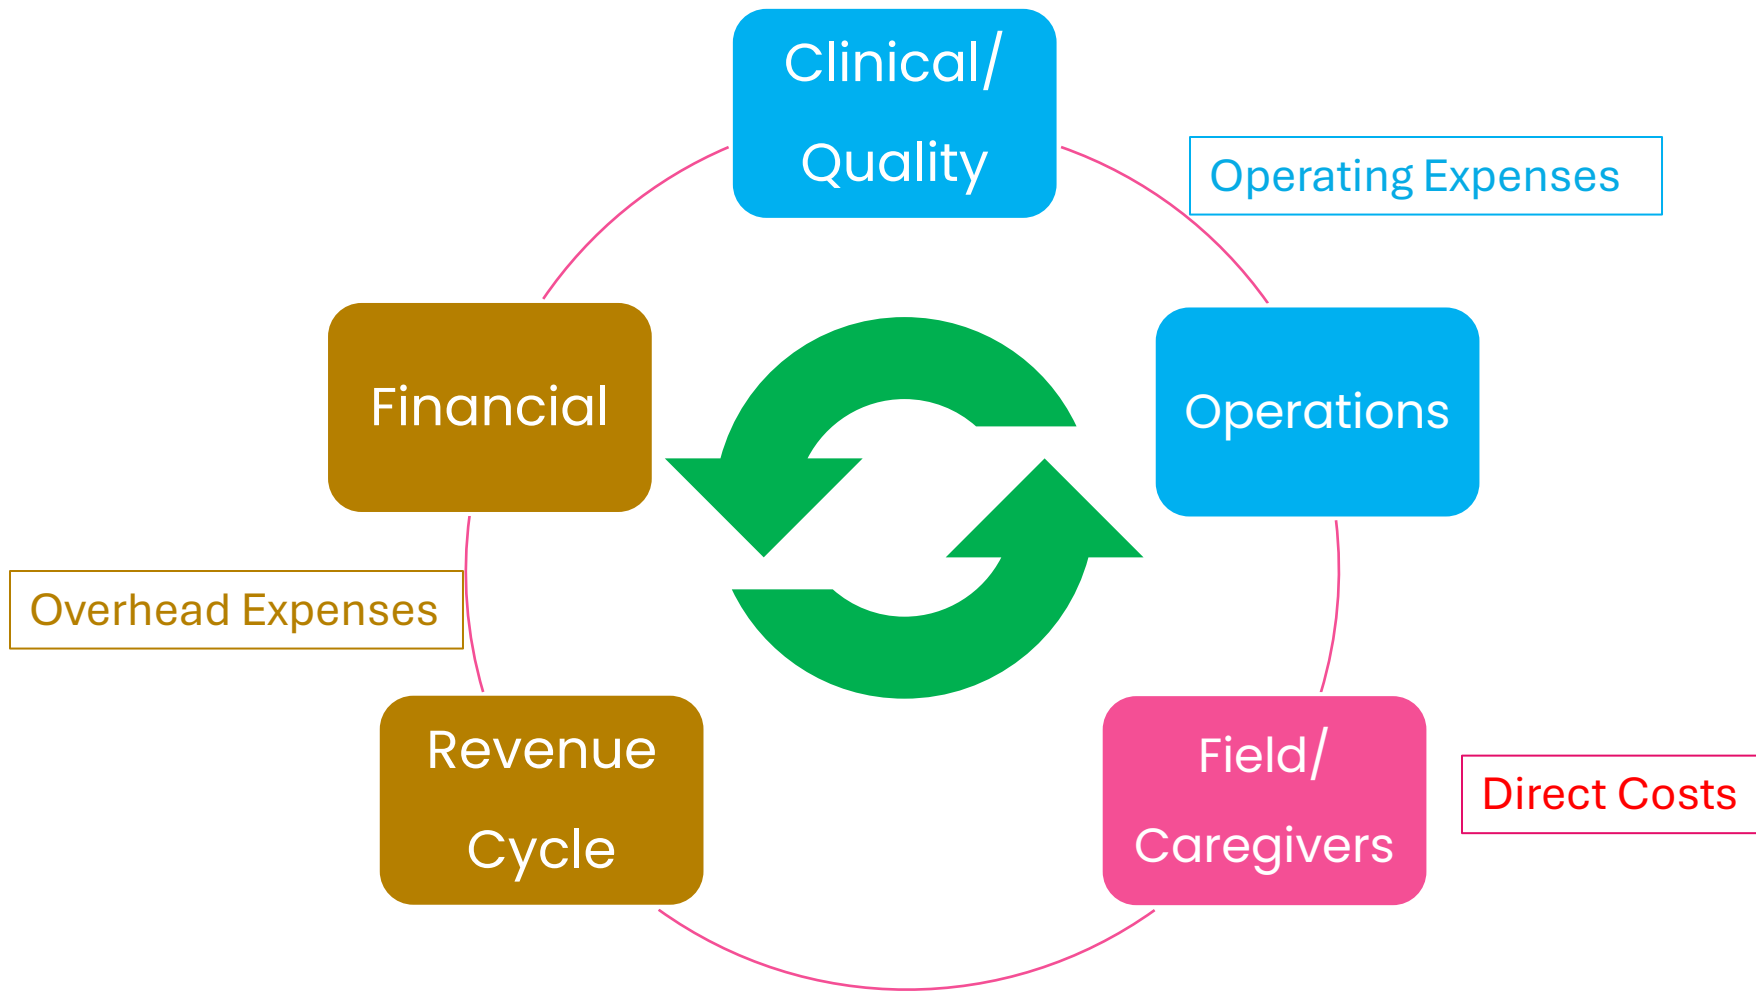 Clinical/
Quality
Operating Expenses
Financial
Operations
Overhead Expenses
Revenue
Cycle
Field/
Caregivers
Direct Costs